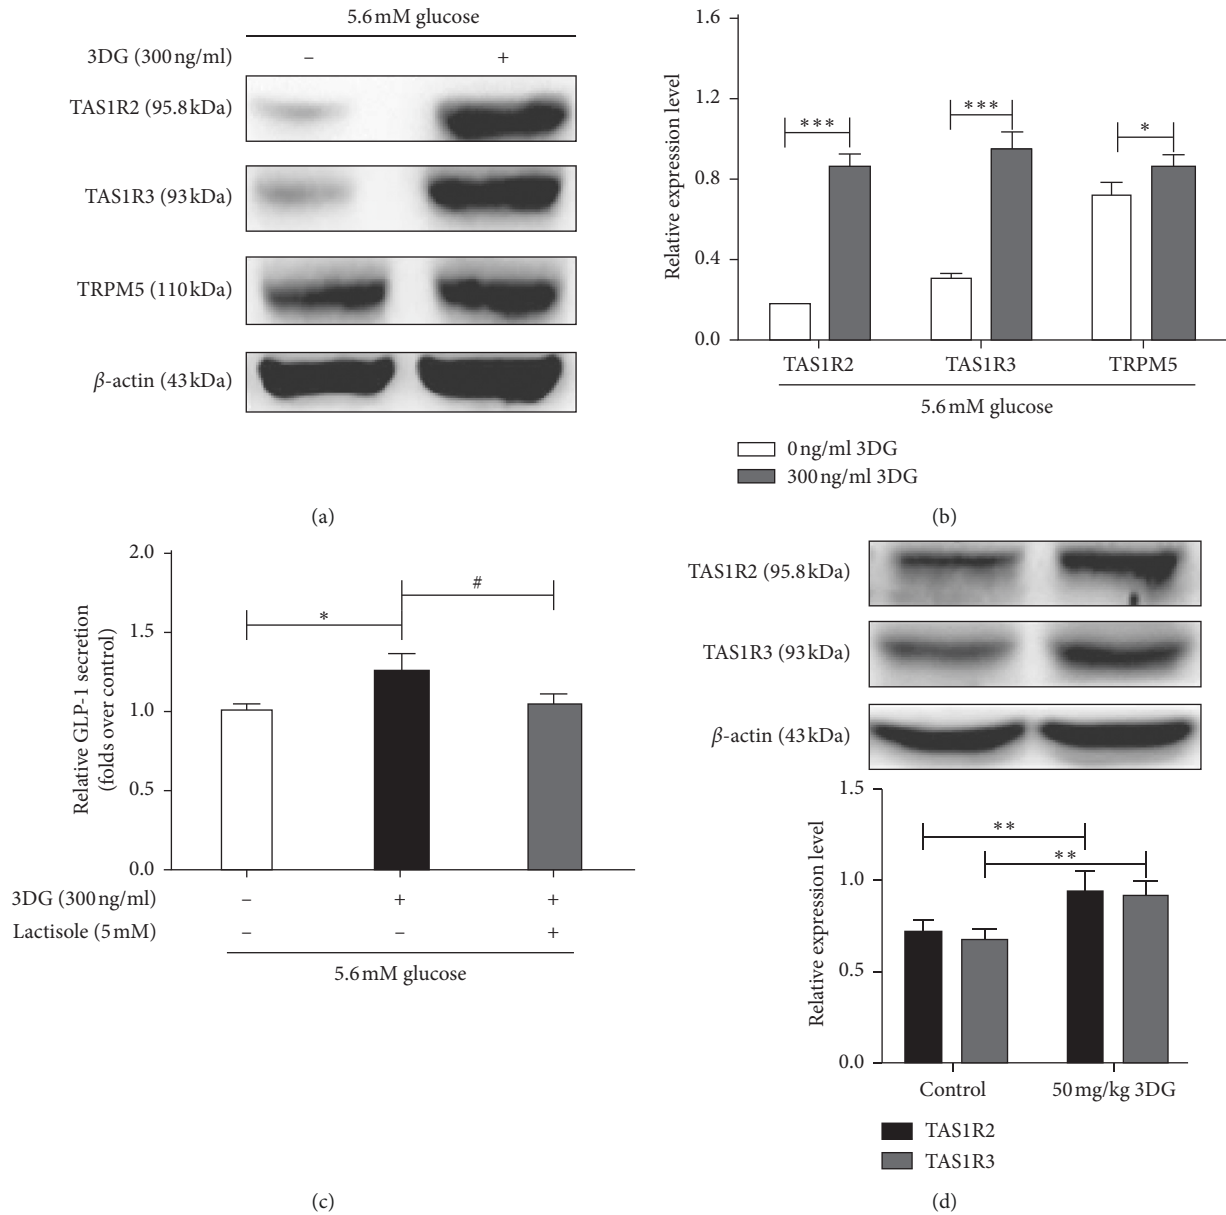 5.6 mM glucose
3DG (300 ng/ml)
– +
TAS1R2 (95.8 kDa)
TAS1R3 (93 kDa)
TRPM5 (110 kDa)
β-actin (43 kDa)
(a)
Relative expression level
1.6
1.2
0.8
0.4
0.0
*** *** *
TAS1R2 TAS1R3 TRPM5
5.6 mM glucose
0 ng/ml 3DG
300 ng/ml 3DG
(b)
Relative GLP-1 secretion
(folds over control)
2.0
1.5
1.0
0.5
0.0
* #
3DG (300 ng/ml) – + +
Lactisole (5 mM) – – +
5.6 mM glucose
(c)
TAS1R2 (95.8 kDa)
TAS1R3 (93 kDa)
β-actin (43 kDa)
Relative expression level
1.5
1.0
0.5
0.0
**
**
Control 50 mg/kg 3DG
TAS1R2
TAS1R3
(d)